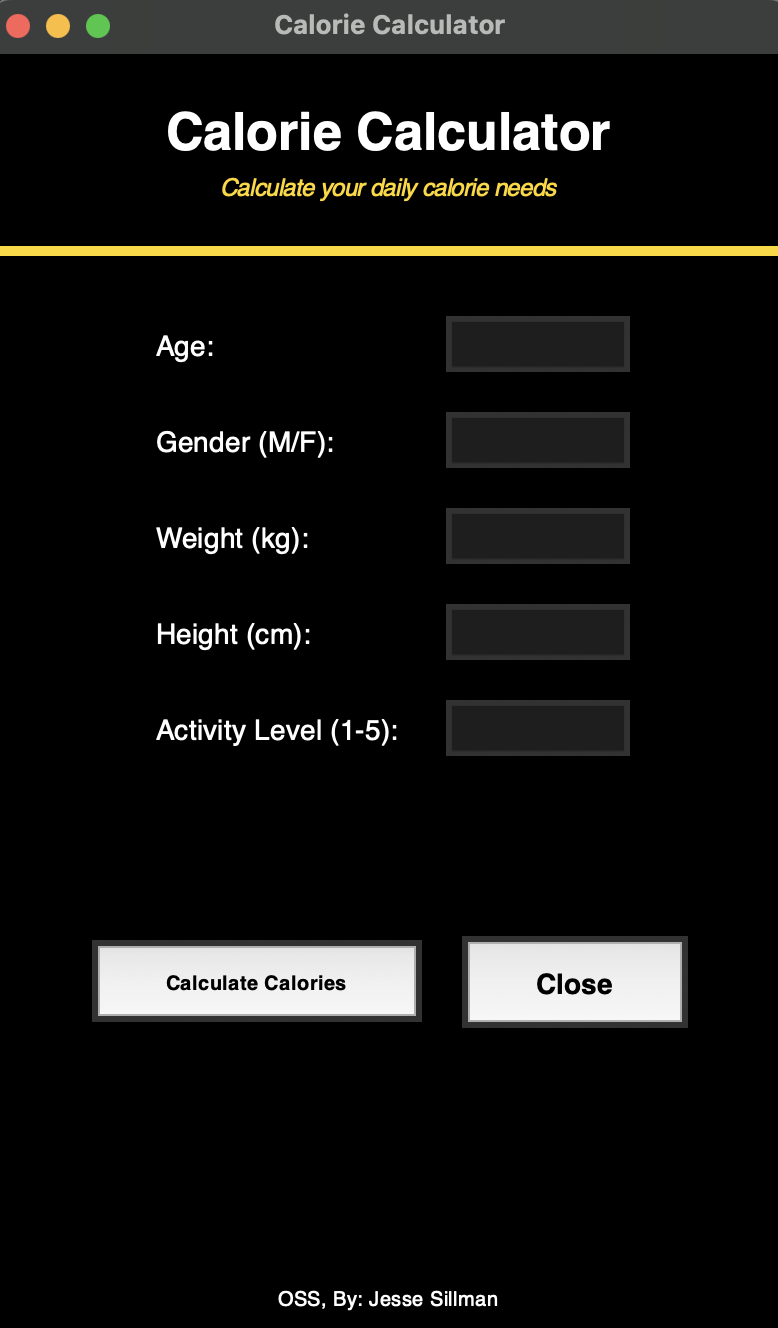 Calorie Calculator
Calorie Calculator
Calculate your daily calorie needs
Age:
Gender (M/F):
Weight (kg):
Height (cm):
Activity Level (1-5):
Calculate Calories
Close
OSS, By: Jesse Sillman